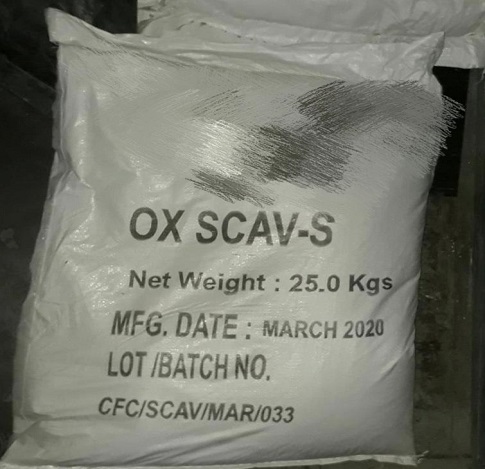 OX SCAV-S
Net Weight : 25.0 Kgs
MFG. DATE : MARCH 2020
LOT /BATCH NO.
CFC/SCAV/MAR/033